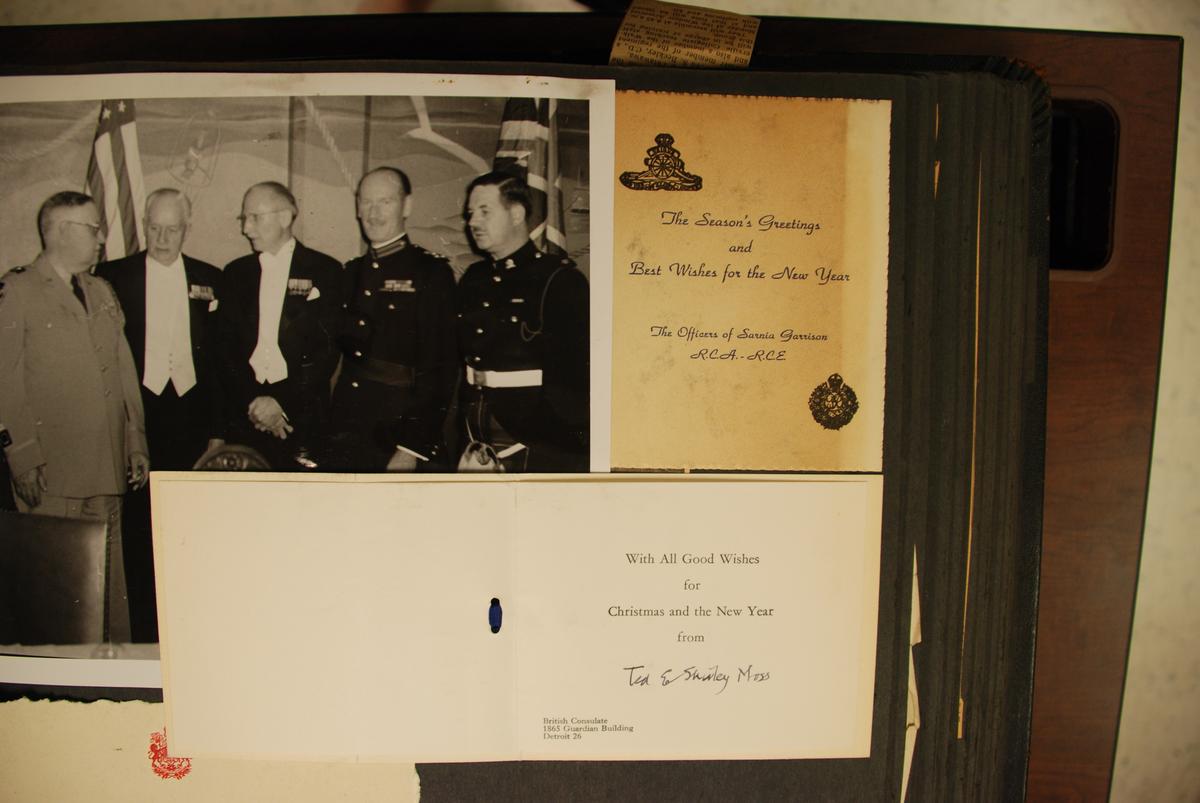 The Season's Greetings
and
Best Wishes for the New Year
The Officers of Sarnia Garrison
R.C.A. - R.C.E
With All Good Wishes
for
Christmas and the New Year
from
Ted & Shirley Moss
British Consulate
1865 Guardian Building
Detroit 26